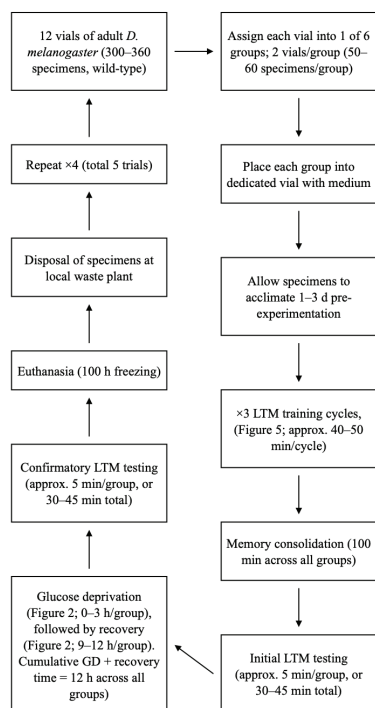 12 vials of adult D.
melanogaster (300–360
specimens, wild-type)
Assign each vial into 1 of 6
groups; 2 vials/group (50–
60 specimens/group)
Place each group into
dedicated vial with medium
Allow specimens to
acclimate 1–3 d pre-
experimentation
×3 LTM training cycles,
(Figure 5; approx. 40–50
min/cycle)
Memory consolidation (100
min across all groups)
Initial LTM testing
(approx. 5 min/group, or
30–45 min total)
Glucose deprivation
(Figure 2; 0–3 h/group),
followed by recovery
(Figure 2; 9–12 h/group).
Cumulative GD + recovery
time = 12 h across all
groups)
Confirmatory LTM testing
(approx. 5 min/group, or
30–45 min total)
Euthanasia (100 h freezing)
Disposal of specimens at
local waste plant
Repeat ×4 (total 5 trials)